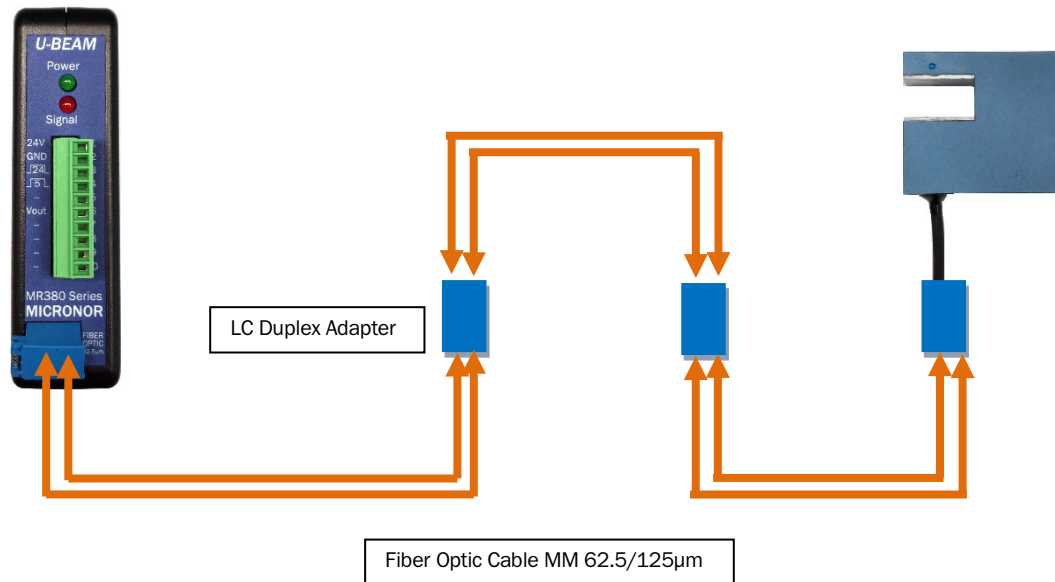 U-BEAM
Power
Signal
24V
GND
24
5
-
Vout
-
-
-
-
MR380 Series
MICRONOR
FIBER
OPTIC
LC Duplex Adapter
Fiber Optic Cable MM 62.5/125µm